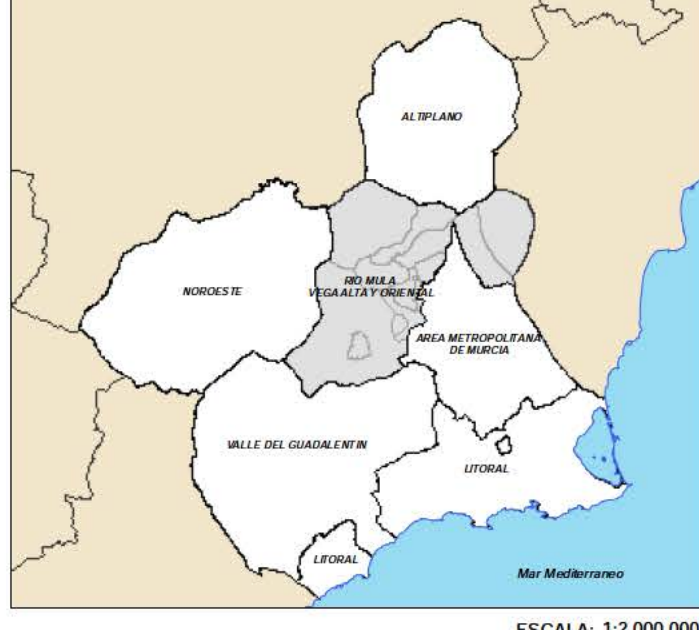 ALTIPLANO
NOROESTE
RIO MULA
VEGA ALTA Y ORIENTAL
AREA METROPOLITANA
DE MURCIA
VALLE DEL GUADALENTIN
LITORAL
LITORAL
Mar Mediterraneo
ESCALA: 1:2.000.000